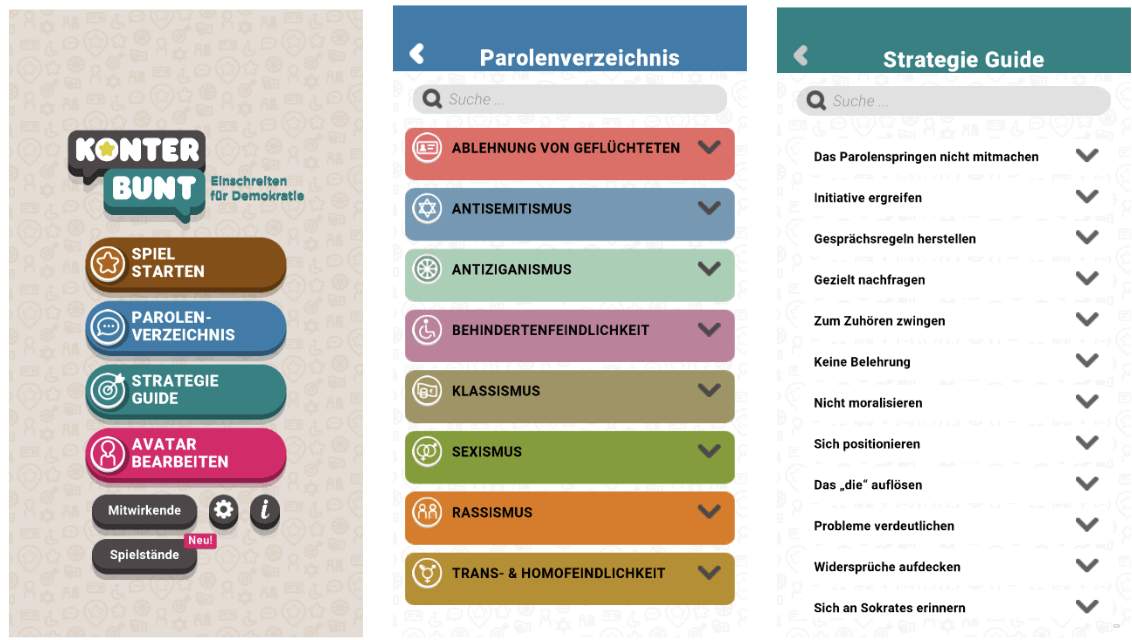 KONTER
BUNT
Einschreiten
für Demokratie
SPIEL
STARTEN
PAROLEN-
VERZEICHNIS
STRATEGIE
GUIDE
AVATAR
BEARBEITEN
Mitwirkende
i
Neu!
Spielstände
Parolenverzeichnis
Suche ...
ABLEHNUNG VON GEFLÜCHTETEN
ANTISEMITISMUS
ANTIZIGANISMUS
BEHINDERTENFEINDLICHKEIT
KLASSISMUS
SEXISMUS
RASSISMUS
TRANS- & HOMOFEINDLICHKEIT
Strategie Guide
Suche ...
Das Parolenspringen nicht mitmachen
Initiative ergreifen
Gesprächsregeln herstellen
Gezielt nachfragen
Zum Zuhören zwingen
Keine Belehrung
Nicht moralisieren
Sich positionieren
Das „die“ auflösen
Probleme verdeutlichen
Widersprüche aufdecken
Sich an Sokrates erinnern